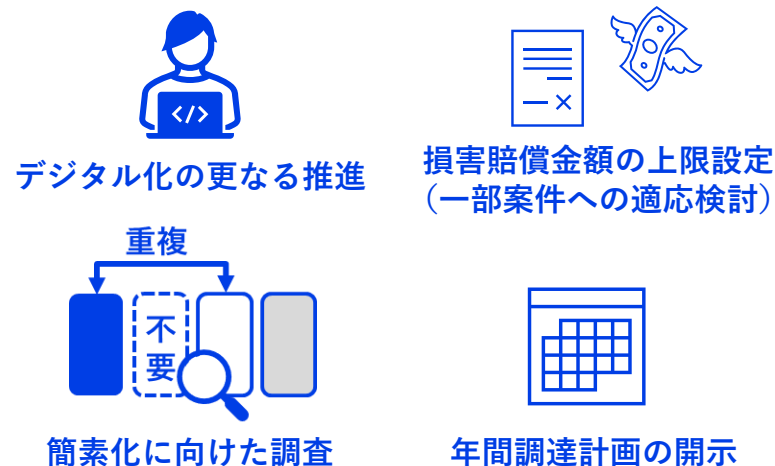 </>
デジタル化の更なる推進
損害賠償金額の上限設定
（一部案件への適応検討）
重複
不
要
簡素化に向けた調査
年間調達計画の開示